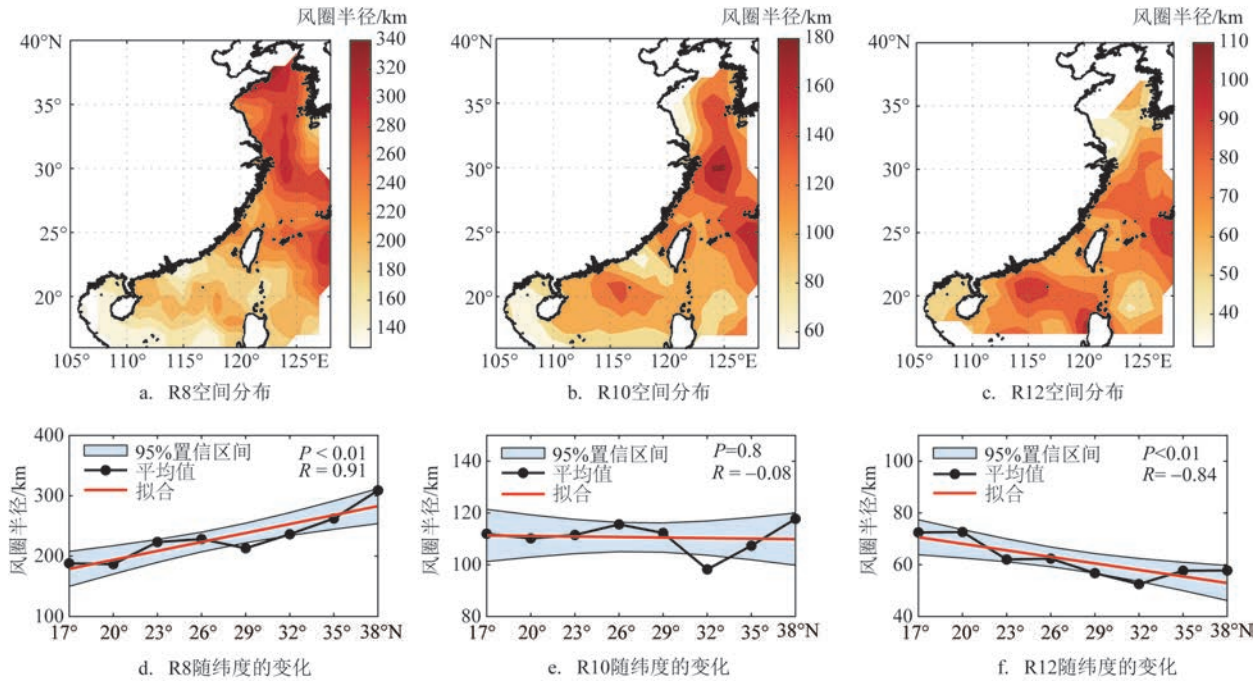 风圈半径/km
40°N
35°
30°
25°
20°
105°
110°
115°
120°
125°E
340
320
300
280
260
240
220
200
180
160
140
a. R8空间分布
风圈半径/km
40°N
35°
30°
25°
20°
105°
110°
115°
120°
125°E
180
160
140
120
100
80
60
b. R10空间分布
风圈半径/km
40°N
35°
30°
25°
20°
105°
110°
115°
120°
125°E
110
100
90
80
70
60
50
40
c. R12空间分布
风圈半径/km
400
300
200
100
95%置信区间
平均值
拟合
P < 0.01
R = 0.91
17° 20° 23° 26° 29° 32° 35° 38°N
d. R8随纬度的变化
风圈半径/km
140
120
100
80
95%置信区间
平均值
拟合
P=0.8
R = −0.08
17° 20° 23° 26° 29° 32° 35° 38°N
e. R10随纬度的变化
风圈半径/km
100
80
60
40
95%置信区间
平均值
拟合
P<0.01
R= −0.84
17° 20° 23° 26° 29° 32° 35° 38°N
f. R12随纬度的变化